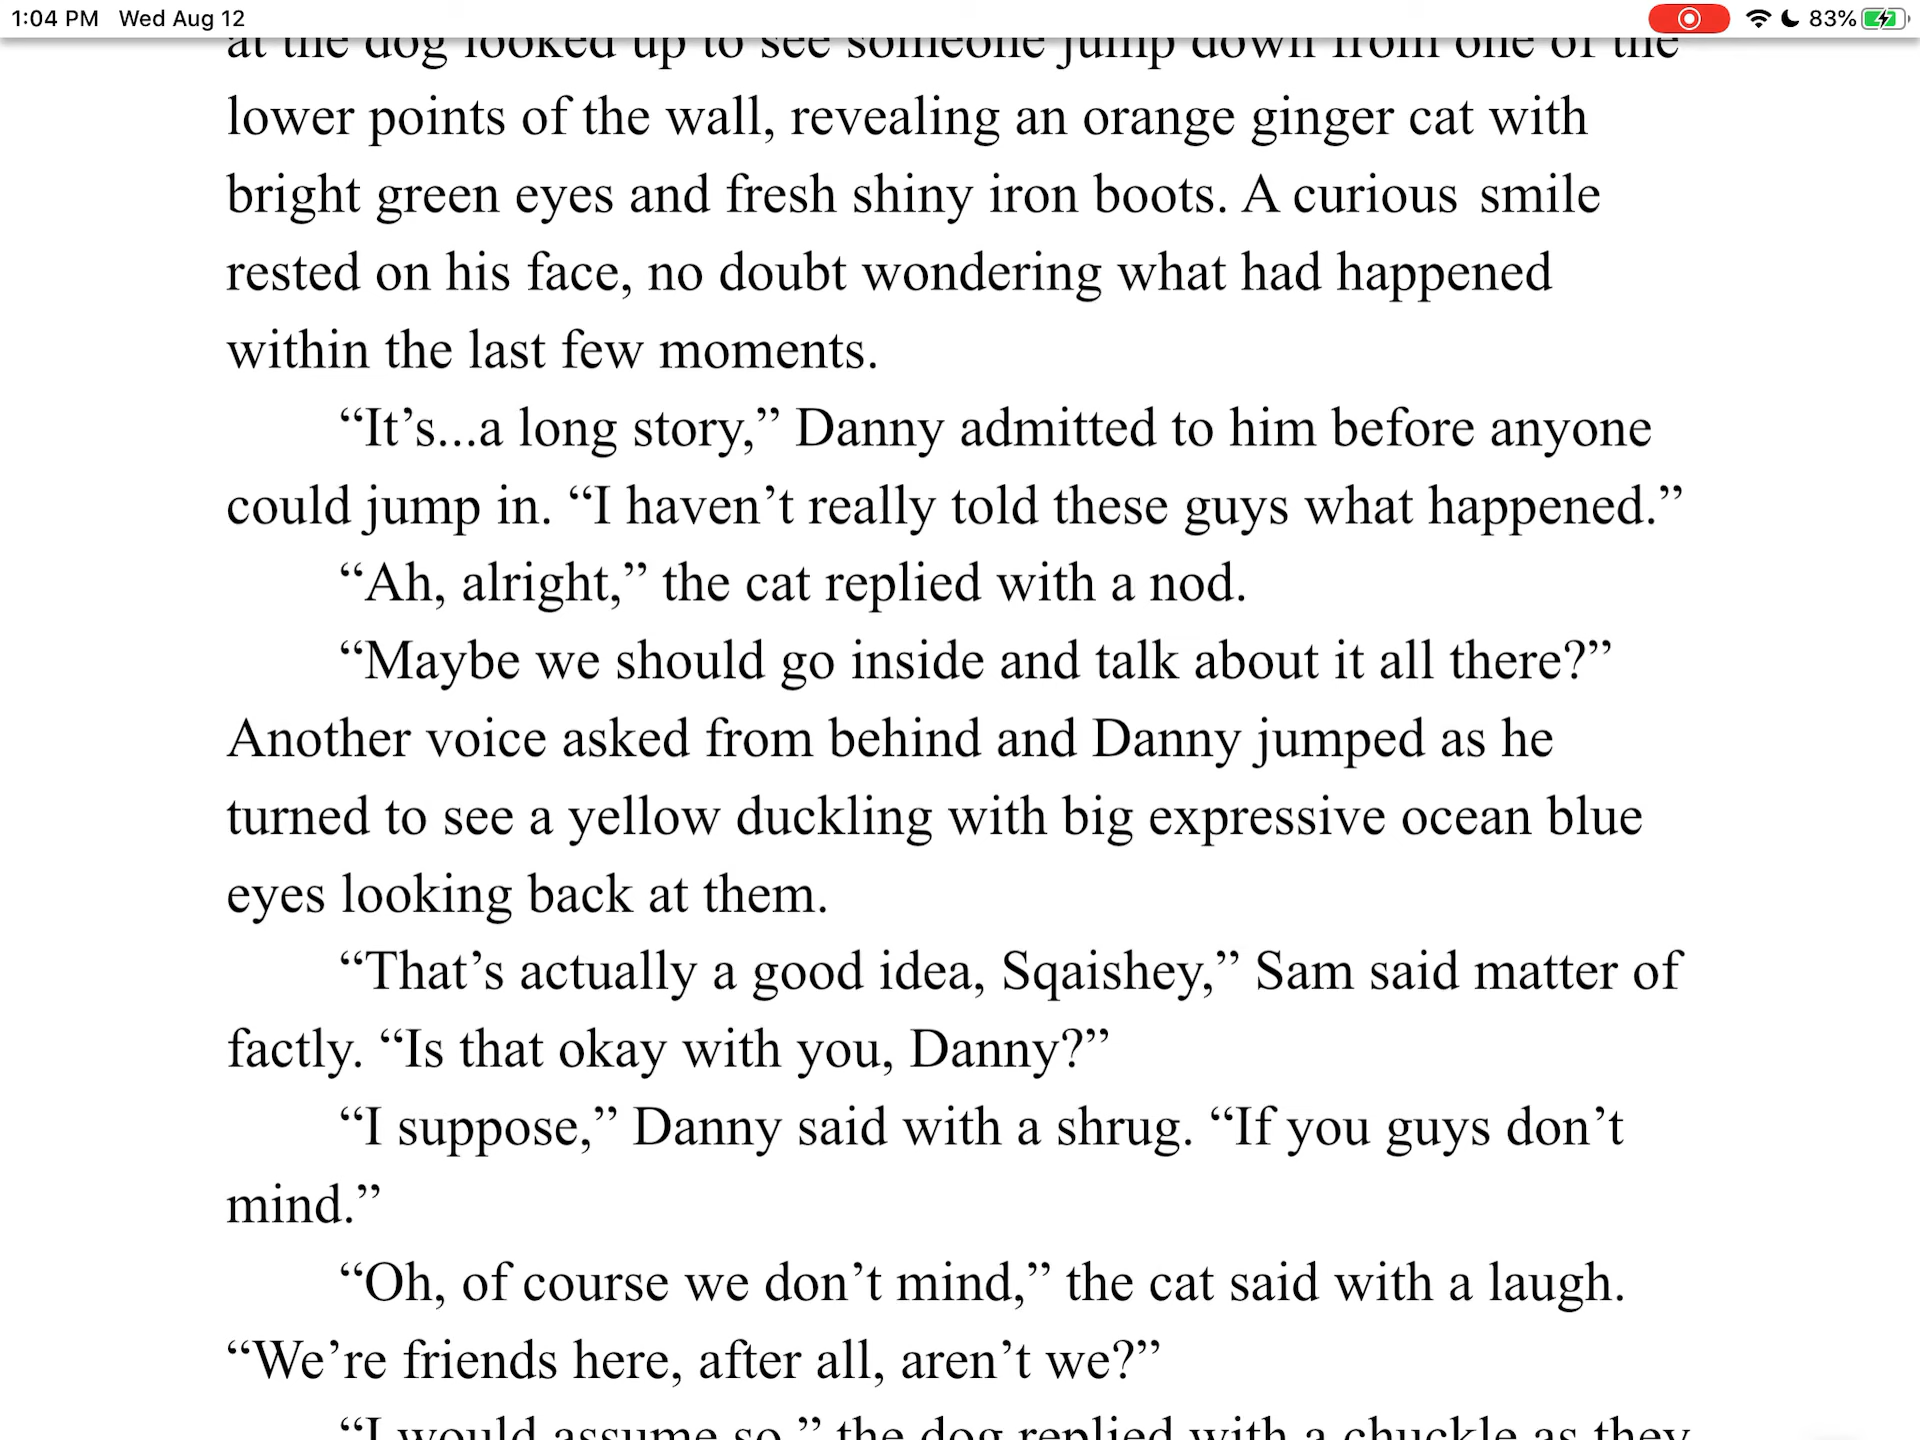 1:04 PM Wed Aug 12
83%
at the dog looked up to see someone jump down from one of the
lower points of the wall, revealing an orange ginger cat with
bright green eyes and fresh shiny iron boots. A curious smile
rested on his face, no doubt wondering what had happened
within the last few moments.
“It’s...a long story,” Danny admitted to him before anyone
could jump in. “I haven’t really told these guys what happened.”
“Ah, alright,” the cat replied with a nod.
“Maybe we should go inside and talk about it all there?”
Another voice asked from behind and Danny jumped as he
turned to see a yellow duckling with big expressive ocean blue
eyes looking back at them.
“That’s actually a good idea, Sqaishey,” Sam said matter of
factly. “Is that okay with you, Danny?”
“I suppose,” Danny said with a shrug. “If you guys don’t
mind.”
“Oh, of course we don’t mind,” the cat said with a laugh.
“We’re friends here, after all, aren’t we?”
“I would assume so,” the dog replied with a chuckle as they